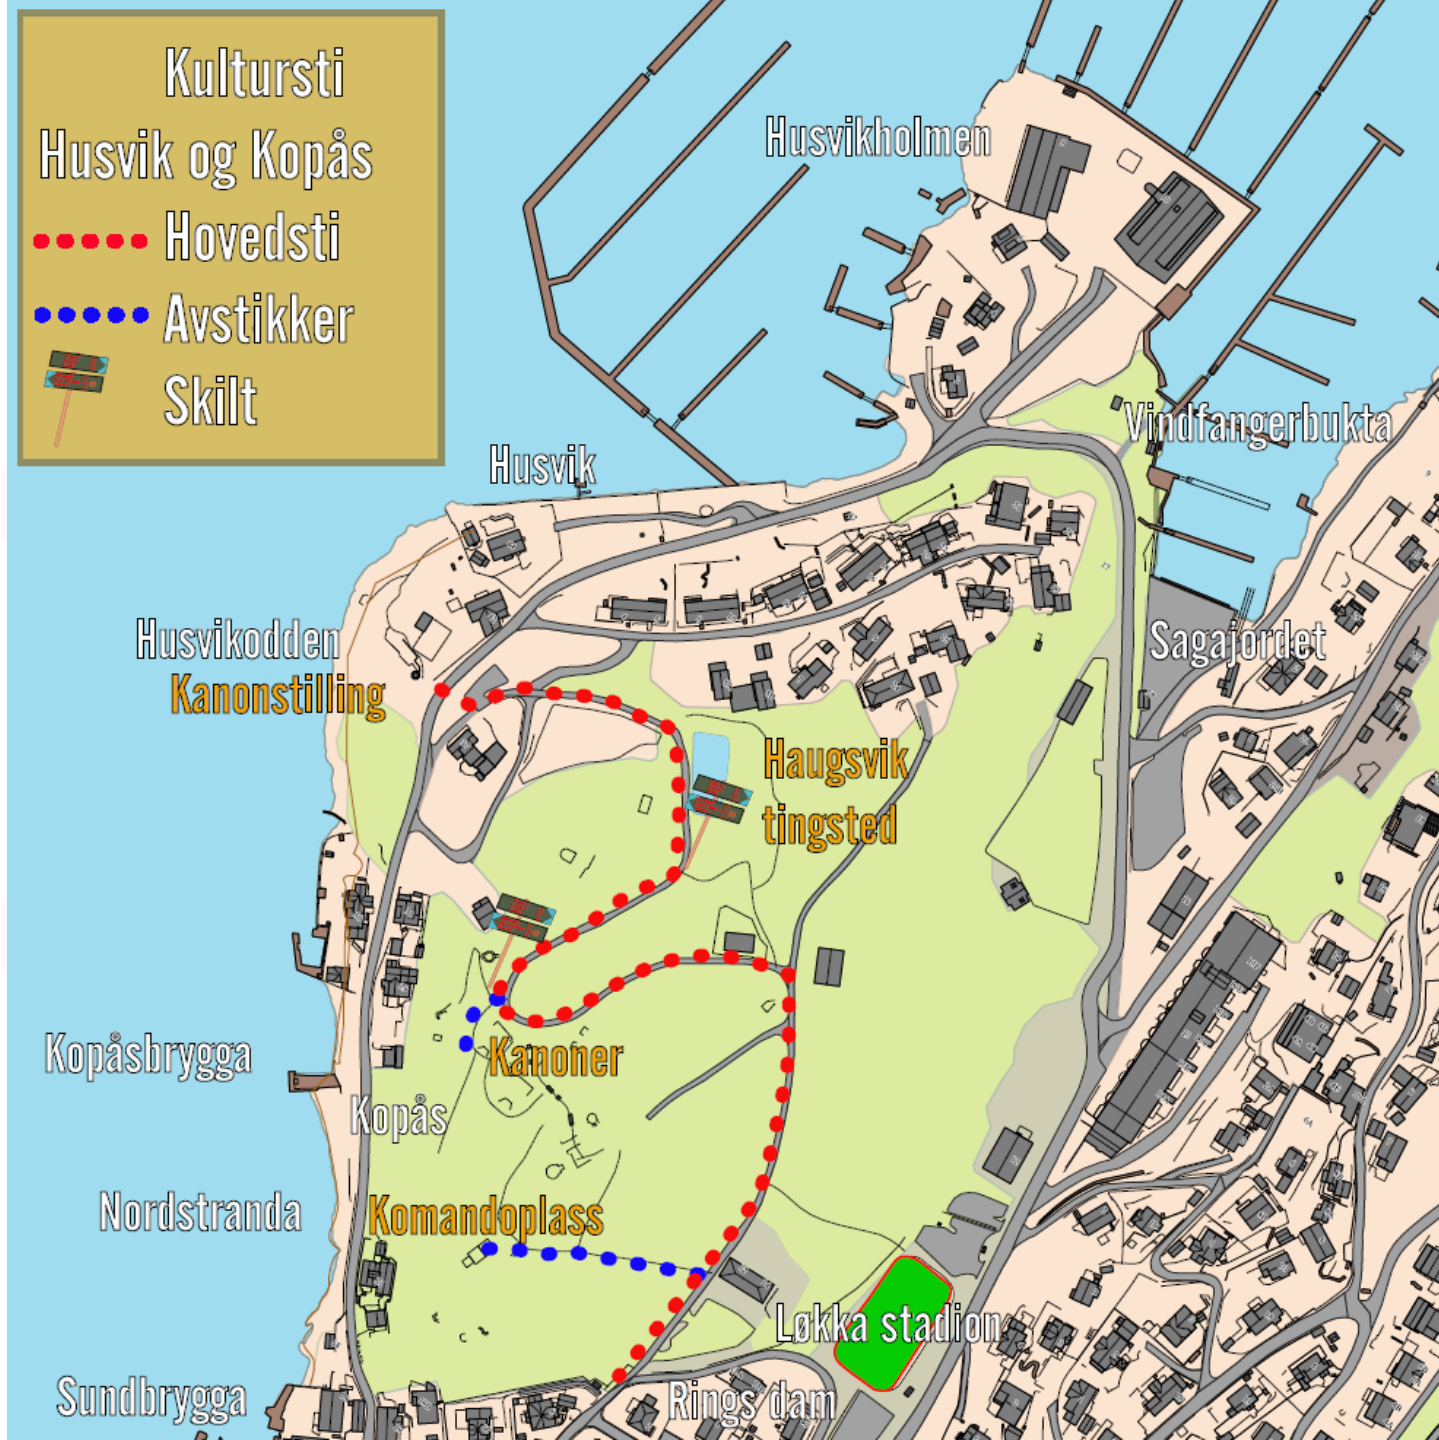 Kultursti
Husvik og Kopås
Hovedsti
Avstikker
Skilt
Husvikholmen
Vindfangerbukta
Husvik
Husvikodden
Sagajordet
Kanonstilling
Haugsvik
tingsted
Kanoner
Kopåsbrygga
Kopås
Nordstranda
Komandoplass
Løkka stadion
Sundbrygga
Rings dam